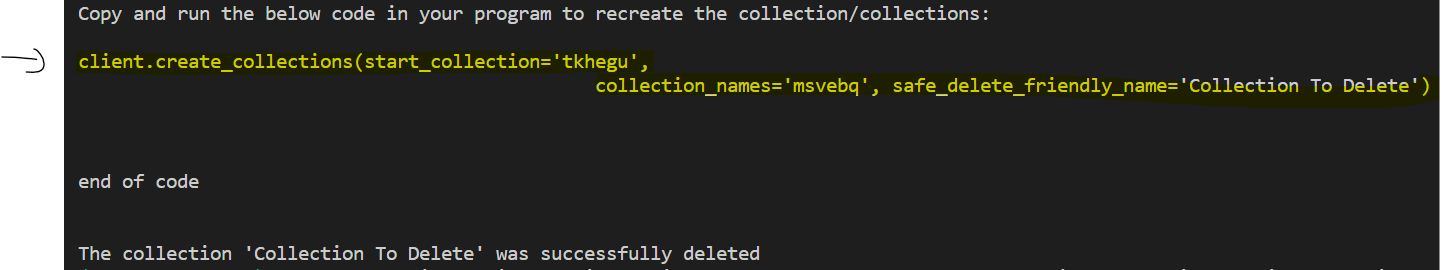 Copy and run the below code in your program to recreate the collection/collections:
client.create_collections(start_collection='tkhegu',
collection_names='msvebq', safe_delete_friendly_name='Collection To Delete')
end of code
The collection 'Collection To Delete' was successfully deleted